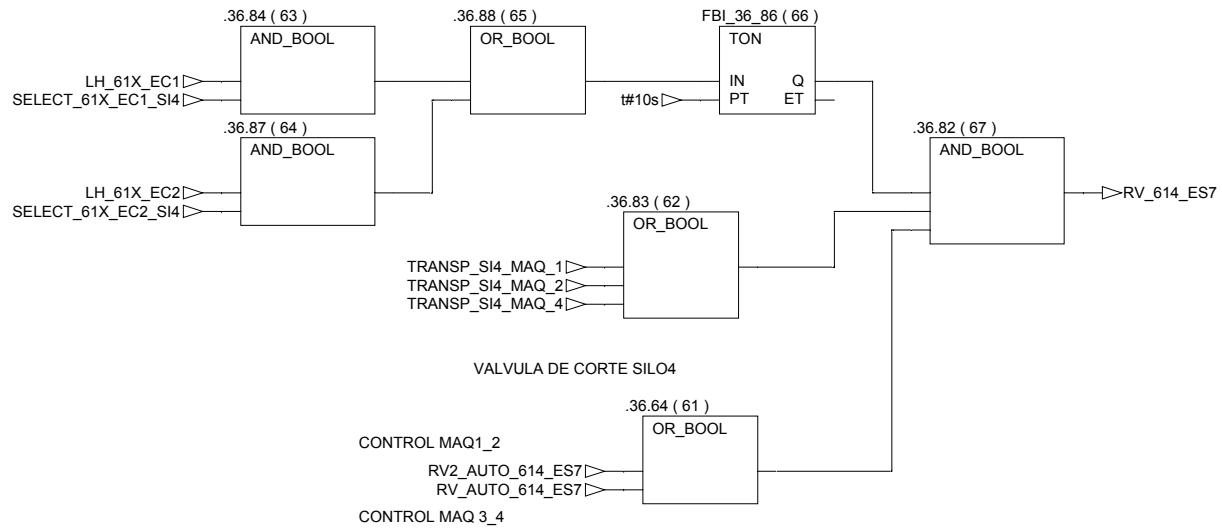 .36.84 ( 63 )
AND_BOOL
LH_61X_EC1
SELECT_61X_EC1_SI4
.36.88 ( 65 )
OR_BOOL
FBI_36_86 ( 66 )
TON
IN Q
t#10s PT ET
.36.87 ( 64 )
AND_BOOL
LH_61X_EC2
SELECT_61X_EC2_SI4
.36.82 ( 67 )
AND_BOOL
RV_614_ES7
.36.83 ( 62 )
OR_BOOL
TRANSP_SI4_MAQ_1
TRANSP_SI4_MAQ_2
TRANSP_SI4_MAQ_4
VALVULA DE CORTE SILO4
.36.64 ( 61 )
OR_BOOL
CONTROL MAQ1_2
RV2_AUTO_614_ES7
RV_AUTO_614_ES7
CONTROL MAQ 3_4